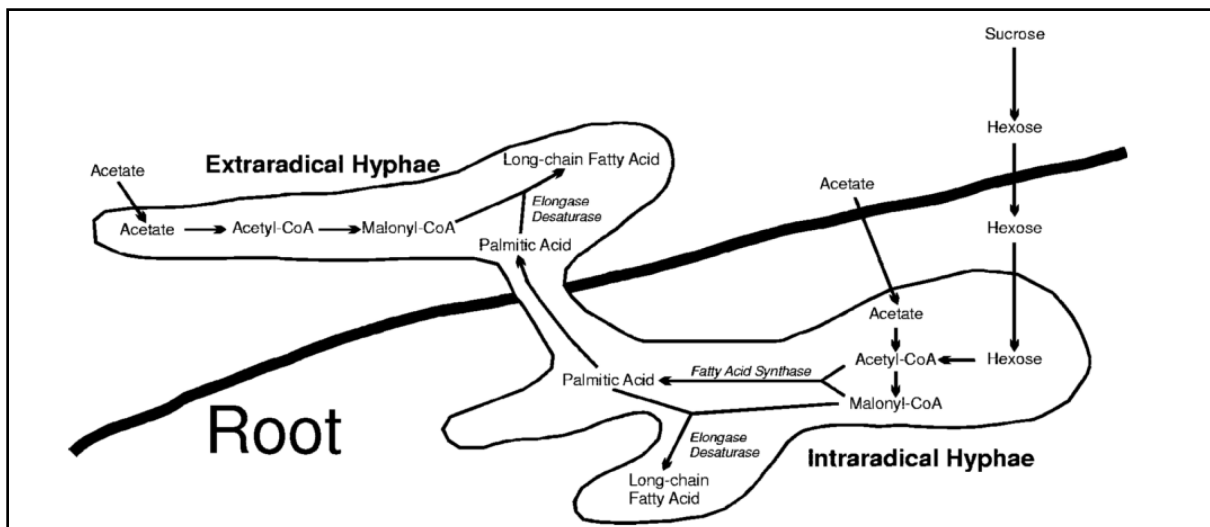 Sucrose
Hexose
Extraradical Hyphae
Long-chain Fatty Acid
Acetate
Acetate
Elongase
Desaturase
Acetate
Acetyl-CoA
Malonyl-CoA
Hexose
Palmitic Acid
Acetate
Acetyl-CoA
Hexose
Fatty Acid Synthase
Palmitic Acid
Malonyl-CoA
Root
Elongase
Desaturase
Intraradical Hyphae
Long-chain
Fatty Acid